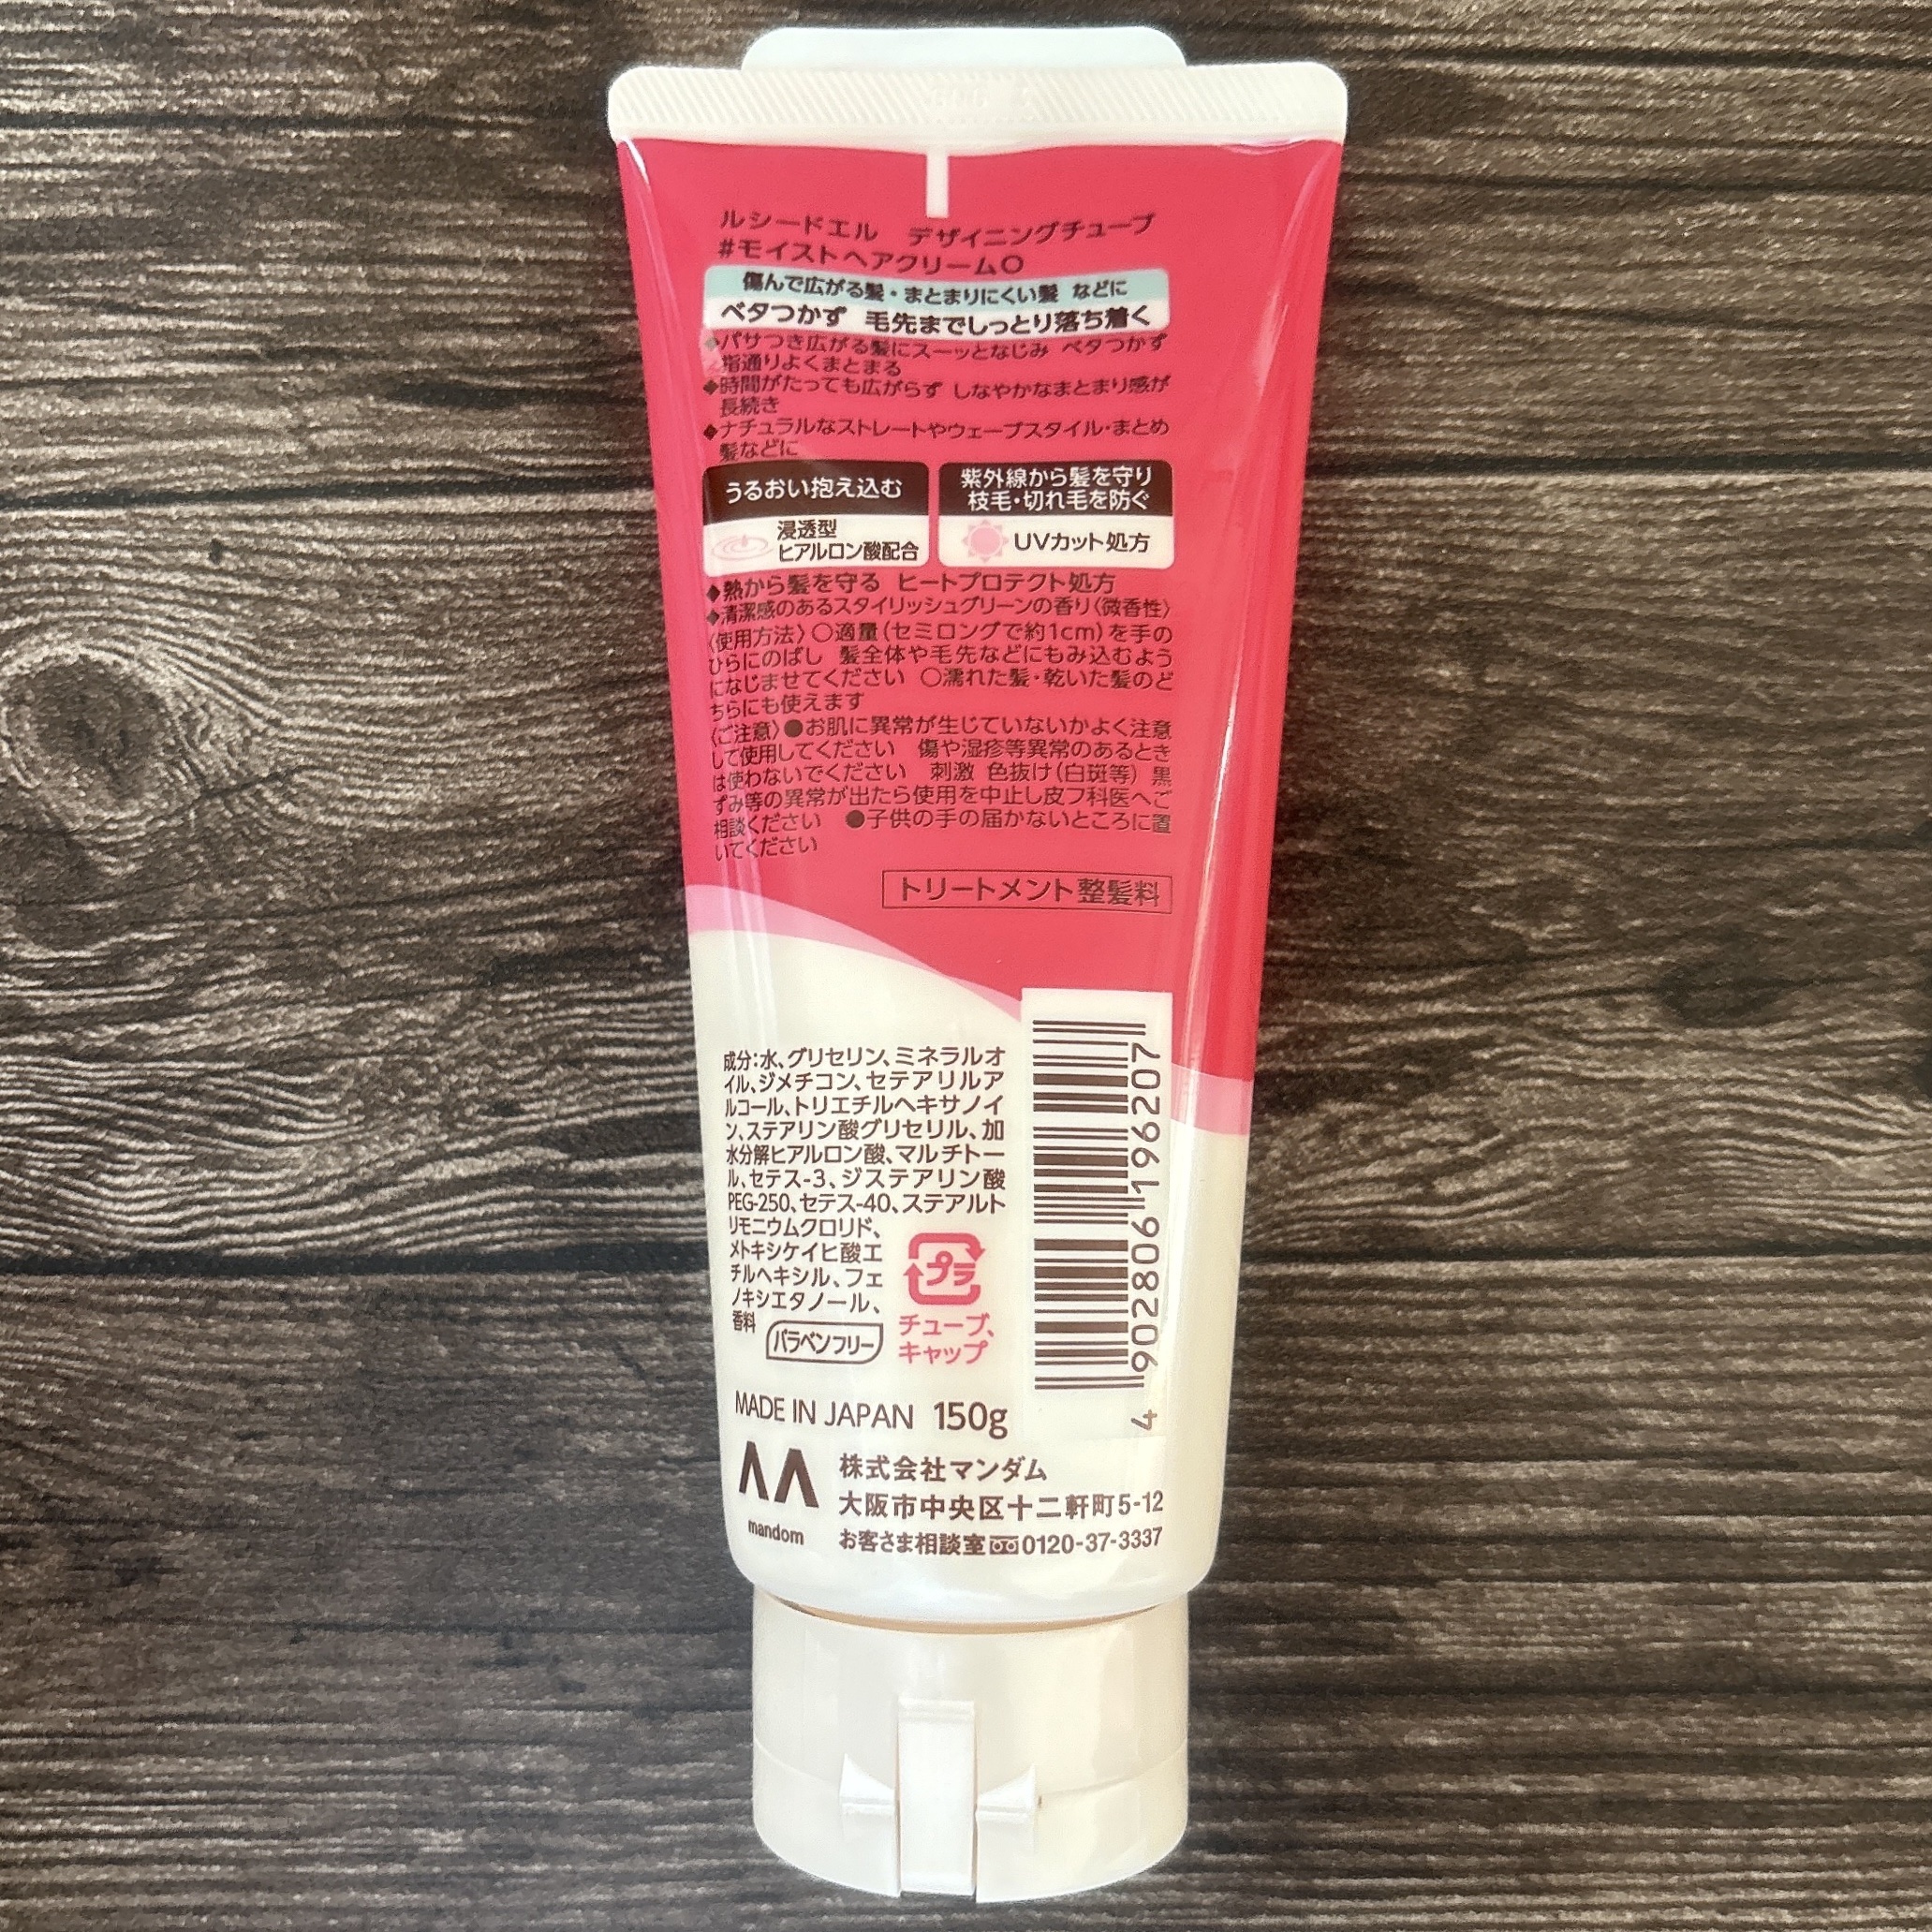 ルシードエル デザイニングチューブ
#モイストヘアクリームO
傷んで広がる髪・まとまりにくい髪 などに
ベタつかず 毛先までしっとり落ち着く
◆パサつき広がる髪にスーッとなじみ ベタつかず
指通りよくまとまる
◆時間がたっても広がらず しなやかなまとまり感が
長続き
◆ナチュラルなストレートやウェーブスタイル・まとめ
髪などに
うるおい抱え込む
浸透型
ヒアルロン酸配合
紫外線から髪を守り
枝毛・切れ毛を防ぐ
UVカット処方
◆熱から髪を守る ヒートプロテクト処方
◆清潔感のあるスタイリッシュグリーンの香り〈微香性〉
〈使用方法〉○適量(セミロングで約1cm)を手の
ひらにのばし 髪全体や毛先などにもみ込むよう
になじませてください ○濡れた髪・乾いた髪のど
ちらにも使えます
〈ご注意〉●お肌に異常が生じていないかよく注意
して使用してください 傷や湿疹等異常のあるとき
は使わないでください 刺激 色抜け(白斑等) 黒
ずみ等の異常が出たら使用を中止し皮フ科医へご
相談ください ●子供の手の届かないところに置
いてください
トリートメント整髪料
成分:水、グリセリン、ミネラルオ
イル、ジメチコン、セテアリルア
ルコール、トリエチルヘキサノイ
ン、ステアリン酸グリセリル、加
水分解ヒアルロン酸、マルチトー
ル、セテス-3、ジステアリン酸
PEG-250、セテス-40、ステアルト
リモニウムクロリド、
メトキシケイヒ酸エ
チルヘキシル、フェ
ノキシエタノール、
香料
パラベンフリー
プラ
チューブ、
キャップ
4 902806 196207
MADE IN JAPAN 150g
mandom
株式会社マンダム
大阪市中央区十二軒町5-12
お客さま相談室 0120-37-3337